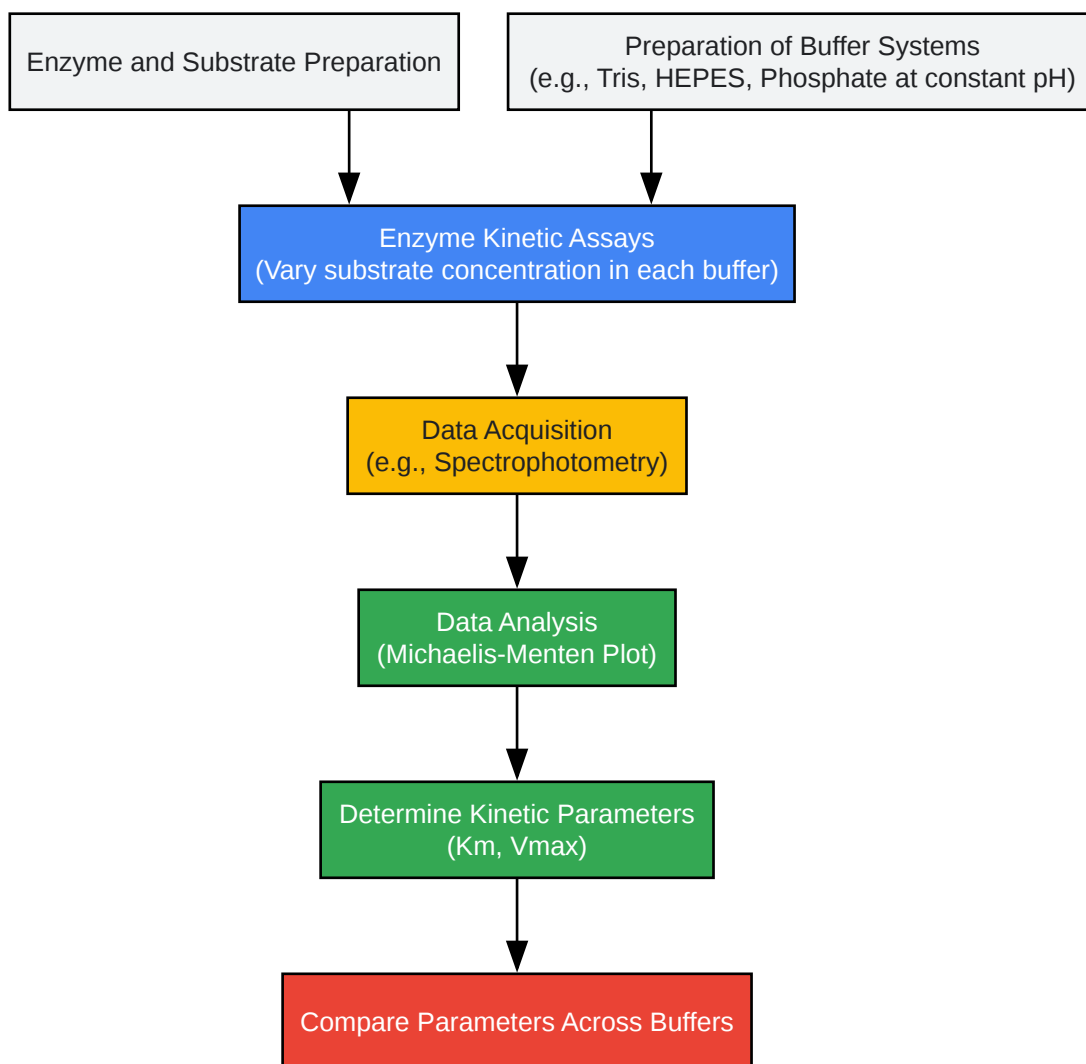 Enzyme and Substrate Preparation
Preparation of Buffer Systems
(e.g., Tris, HEPES, Phosphate at constant pH)
Enzyme Kinetic Assays
(Vary substrate concentration in each buffer)
Data Acquisition
(e.g., Spectrophotometry)
Data Analysis
(Michaelis-Menten Plot)
Determine Kinetic Parameters
(Km, Vmax)
Compare Parameters Across Buffers